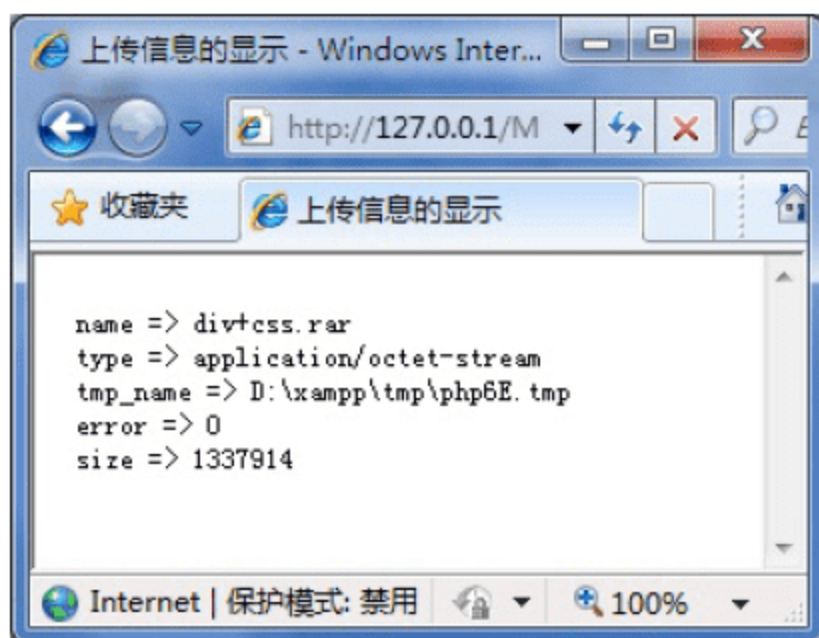 上传信息的显示 - Windows Inter...
http://127.0.0.1/M
收藏夹
上传信息的显示
name => div+css.rar
type => application/octet-stream
tmp_name => D:\xampp\tmp\php6E.tmp
error => 0
size => 1337914
Internet | 保护模式: 禁用 100%